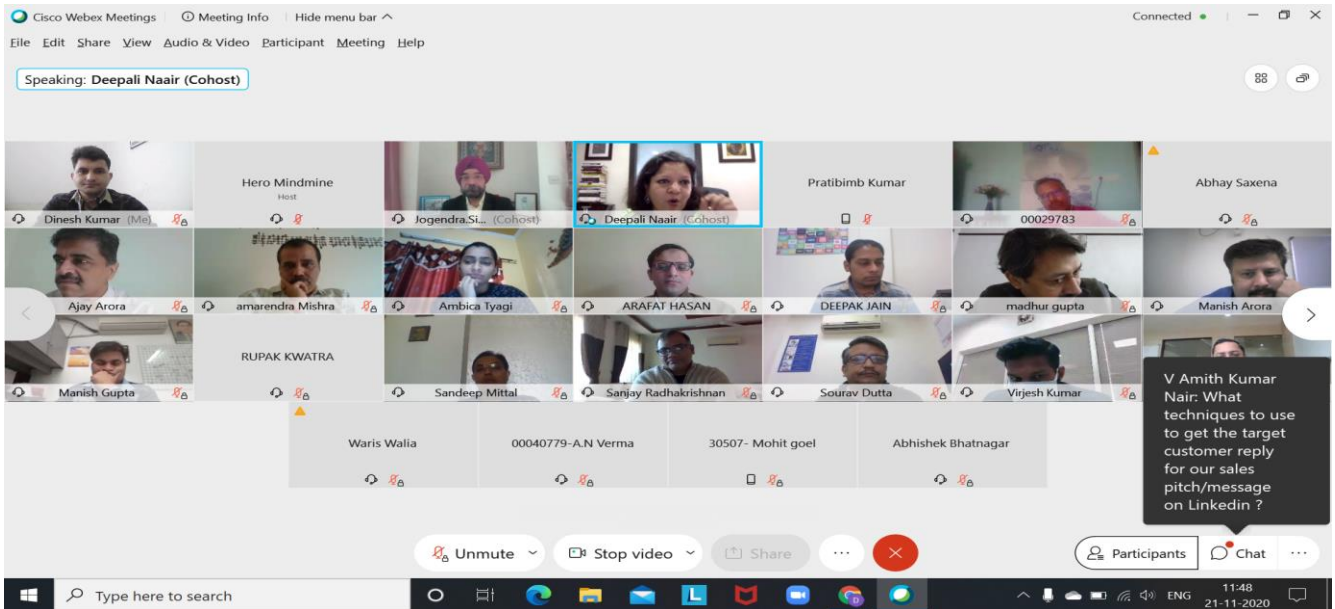 Cisco Webex Meetings Meeting Info Hide menu bar Connected
File Edit Share View Audio & Video Participant Meeting Help
Speaking: Deepali Naair (Cohost)
Dinesh Kumar (Me)
Hero Mindmine
Host
Jogendra.Si... (Cohost)
Deepali Naair (Cohost)
Pratibimb Kumar
00029783
Abhay Saxena
Ajay Arora
amarendra Mishra
Ambica Tyagi
ARAFAT HASAN
DEEPAK JAIN
madhur gupta
Manish Arora
Manish Gupta
RUPAK KWATRA
Sandeep Mittal
Sanjay Radhakrishnan
Sourav Dutta
Virjesh Kumar
V Amith Kumar
Nair: What
techniques to use
to get the target
customer reply
for our sales
pitch/message
on Linkedin ?
Waris Walia
00040779-A.N Verma
30507- Mohit goel
Abhishek Bhatnagar
Unmute Stop video Share Participants Chat
Type here to search
ENG
11:48
21-11-2020